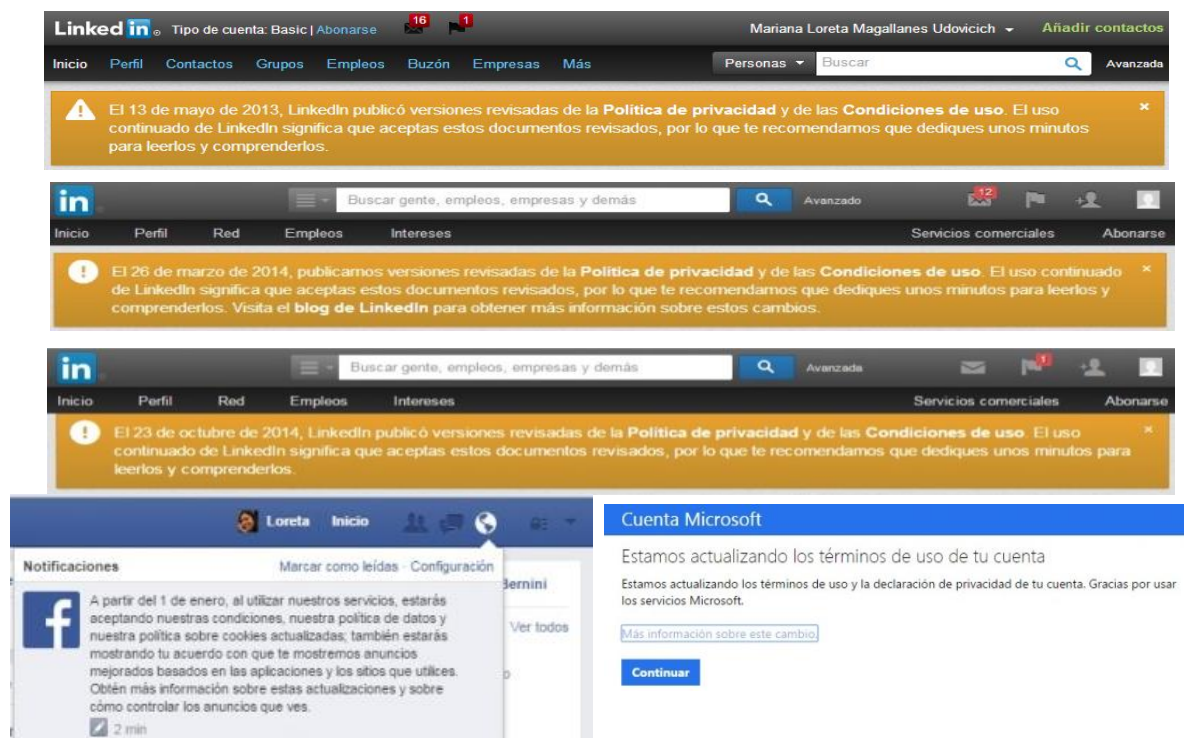 Linked in Tipo de cuenta: Basic | Abonarse 16 1 Mariana Loreta Magallanes Udovicich Añadir contactos
Inicio Perfil Contactos Grupos Empleos Buzón Empresas Más Personas Buscar Avanzada
El 13 de mayo de 2013, LinkedIn publicó versiones revisadas de la Política de privacidad y de las Condiciones de uso. El uso
continuado de LinkedIn significa que aceptas estos documentos revisados, por lo que te recomendamos que dediques unos minutos
para leerlos y comprenderlos.
in Buscar gente, empleos, empresas y demás Avanzado 12
Inicio Perfil Red Empleos Intereses Servicios comerciales Abonarse
El 26 de marzo de 2014, publicamos versiones revisadas de la Política de privacidad y de las Condiciones de uso. El uso continuado
de LinkedIn significa que aceptas estos documentos revisados, por lo que te recomendamos que dediques unos minutos para leerlos y
comprenderlos. Visita el blog de LinkedIn para obtener más información sobre estos cambios.
in Buscar gente, empleos, empresas y demás Avanzada 1
Inicio Perfil Red Empleos Intereses Servicios comerciales Abonarse
El 23 de octubre de 2014, LinkedIn publicó versiones revisadas de la Política de privacidad y de las Condiciones de uso. El uso
continuado de LinkedIn significa que aceptas estos documentos revisados, por lo que te recomendamos que dediques unos minutos para
leerlos y comprenderlos.
Loreta Inicio
Notificaciones Marcar como leídas · Configuración
Bernini
A partir del 1 de enero, al utilizar nuestros servicios, estarás
aceptando nuestras condiciones, nuestra política de datos y
Ver todos
nuestra política sobre cookies actualizadas; también estarás
mostrando tu acuerdo con que te mostremos anuncios
mejorados basados en las aplicaciones y los sitios que utilices.
Obtén más información sobre estas actualizaciones y sobre
cómo controlar los anuncios que ves.
2 min
Cuenta Microsoft
Estamos actualizando los términos de uso de tu cuenta
Estamos actualizando los términos de uso y la declaración de privacidad de tu cuenta. Gracias por usar
los servicios Microsoft.
Más información sobre este cambio.
Continuar